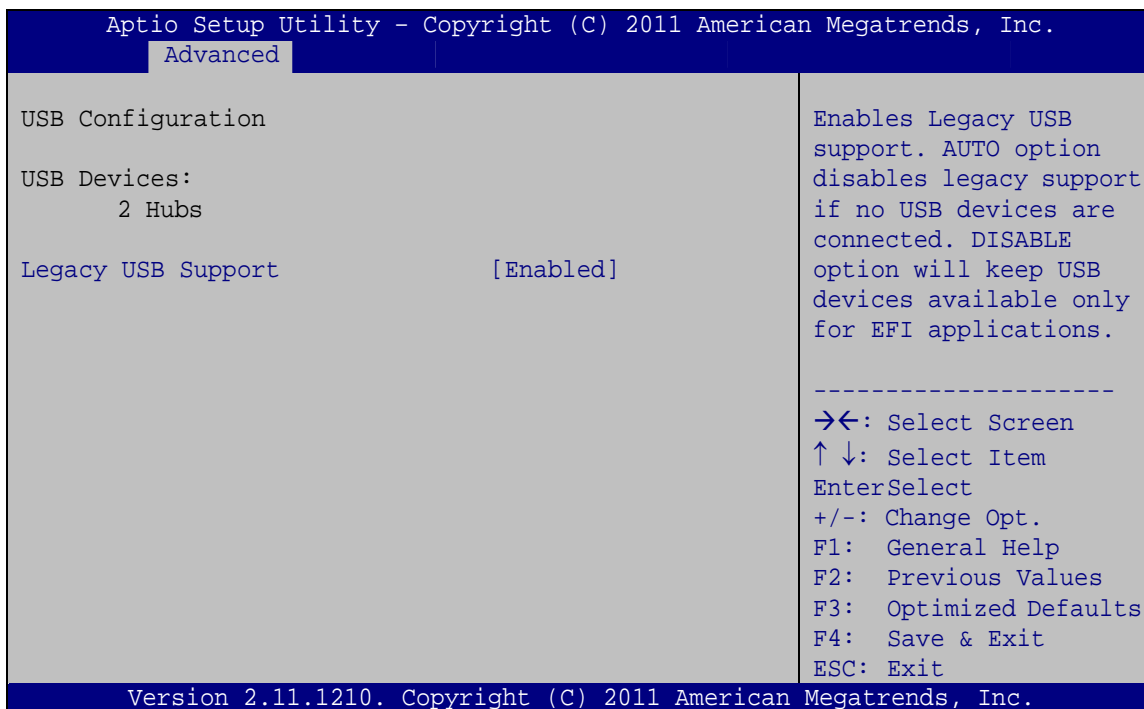 Aptio Setup Utility – Copyright (C) 2011 American Megatrends, Inc.
Advanced
USB Configuration
USB Devices:
2 Hubs
Legacy USB Support [Enabled]
Enables Legacy USB
support. AUTO option
disables legacy support
if no USB devices are
connected. DISABLE
option will keep USB
devices available only
for EFI applications.
---------------------
→←: Select Screen
↑ ↓: Select Item
EnterSelect
+/-: Change Opt.
F1: General Help
F2: Previous Values
F3: Optimized Defaults
F4: Save & Exit
ESC: Exit
Version 2.11.1210. Copyright (C) 2011 American Megatrends, Inc.